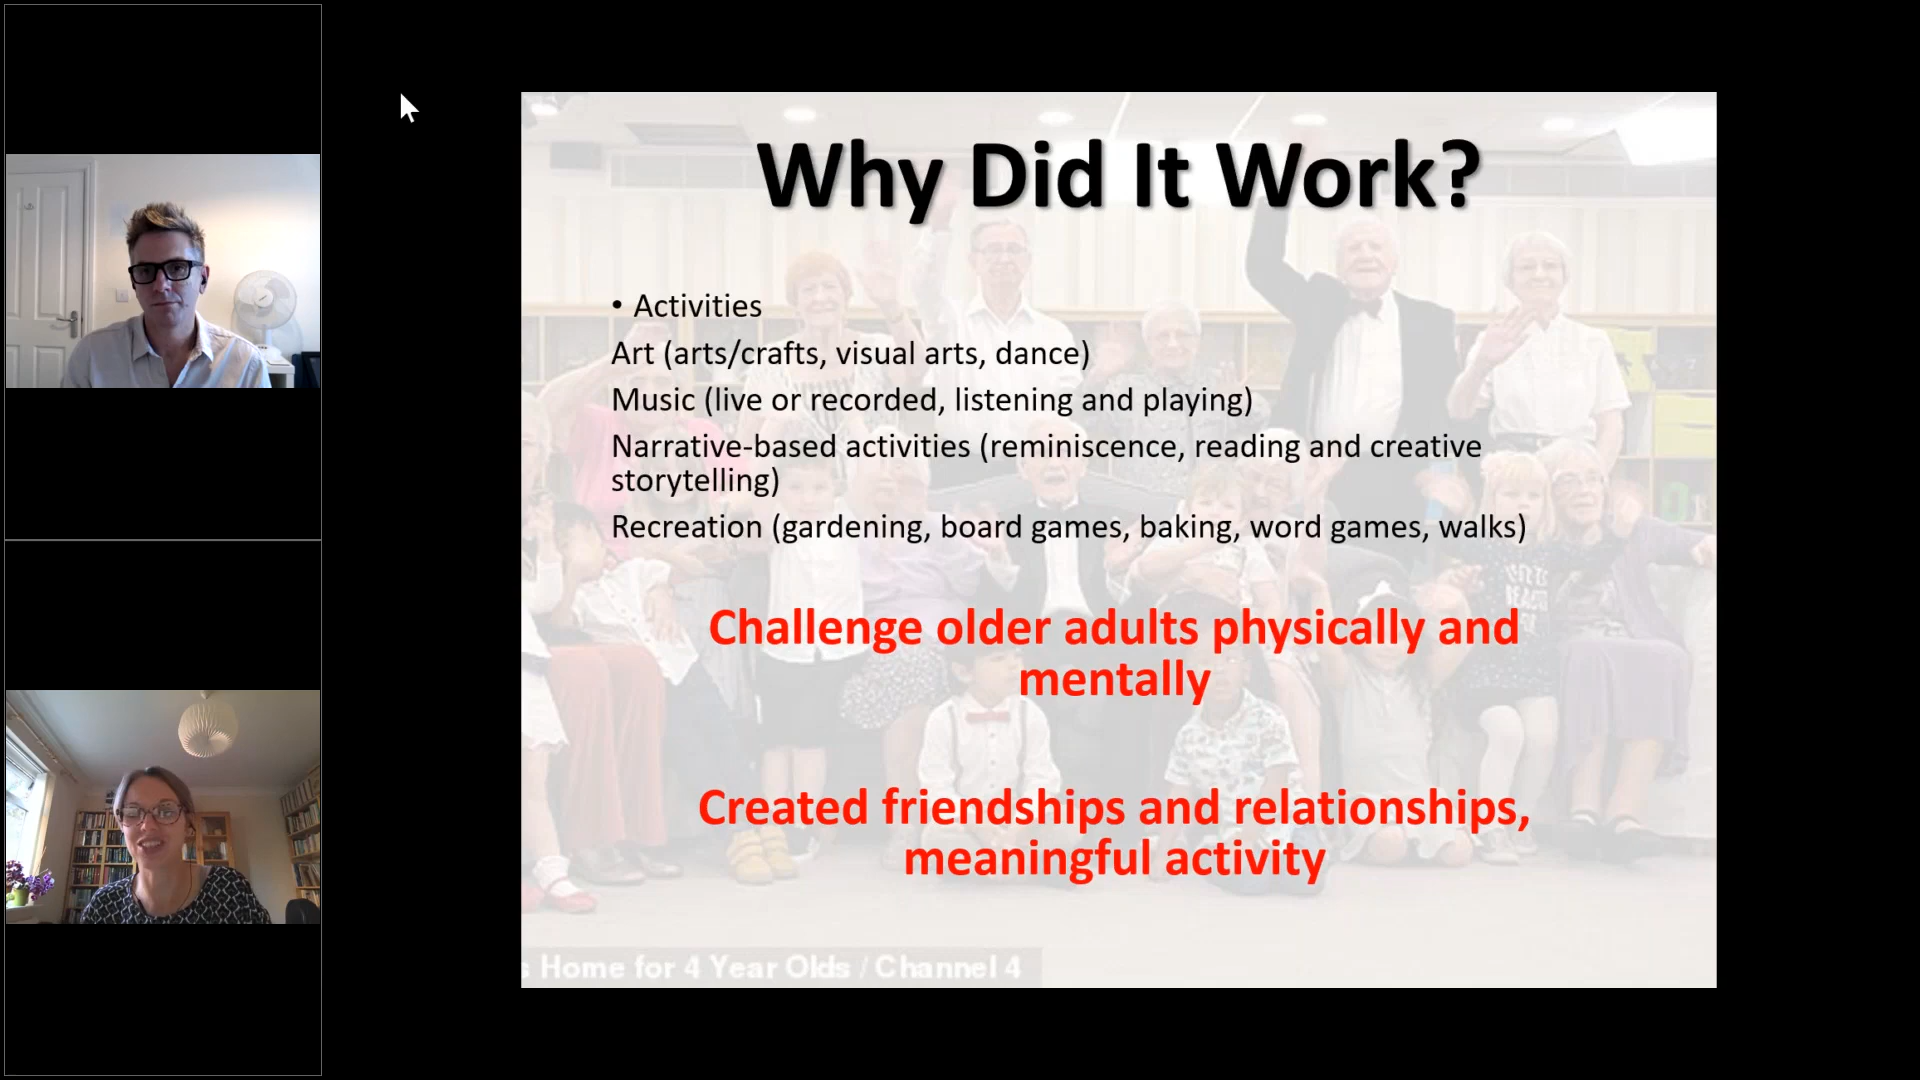 Why Did It Work?
• Activities
Art (arts/crafts, visual arts, dance)
Music (live or recorded, listening and playing)
Narrative-based activities (reminiscence, reading and creative
storytelling)
Recreation (gardening, board games, baking, word games, walks)
Challenge older adults physically and
mentally
Created friendships and relationships,
meaningful activity
Home for 4 Year Olds / Channel 4